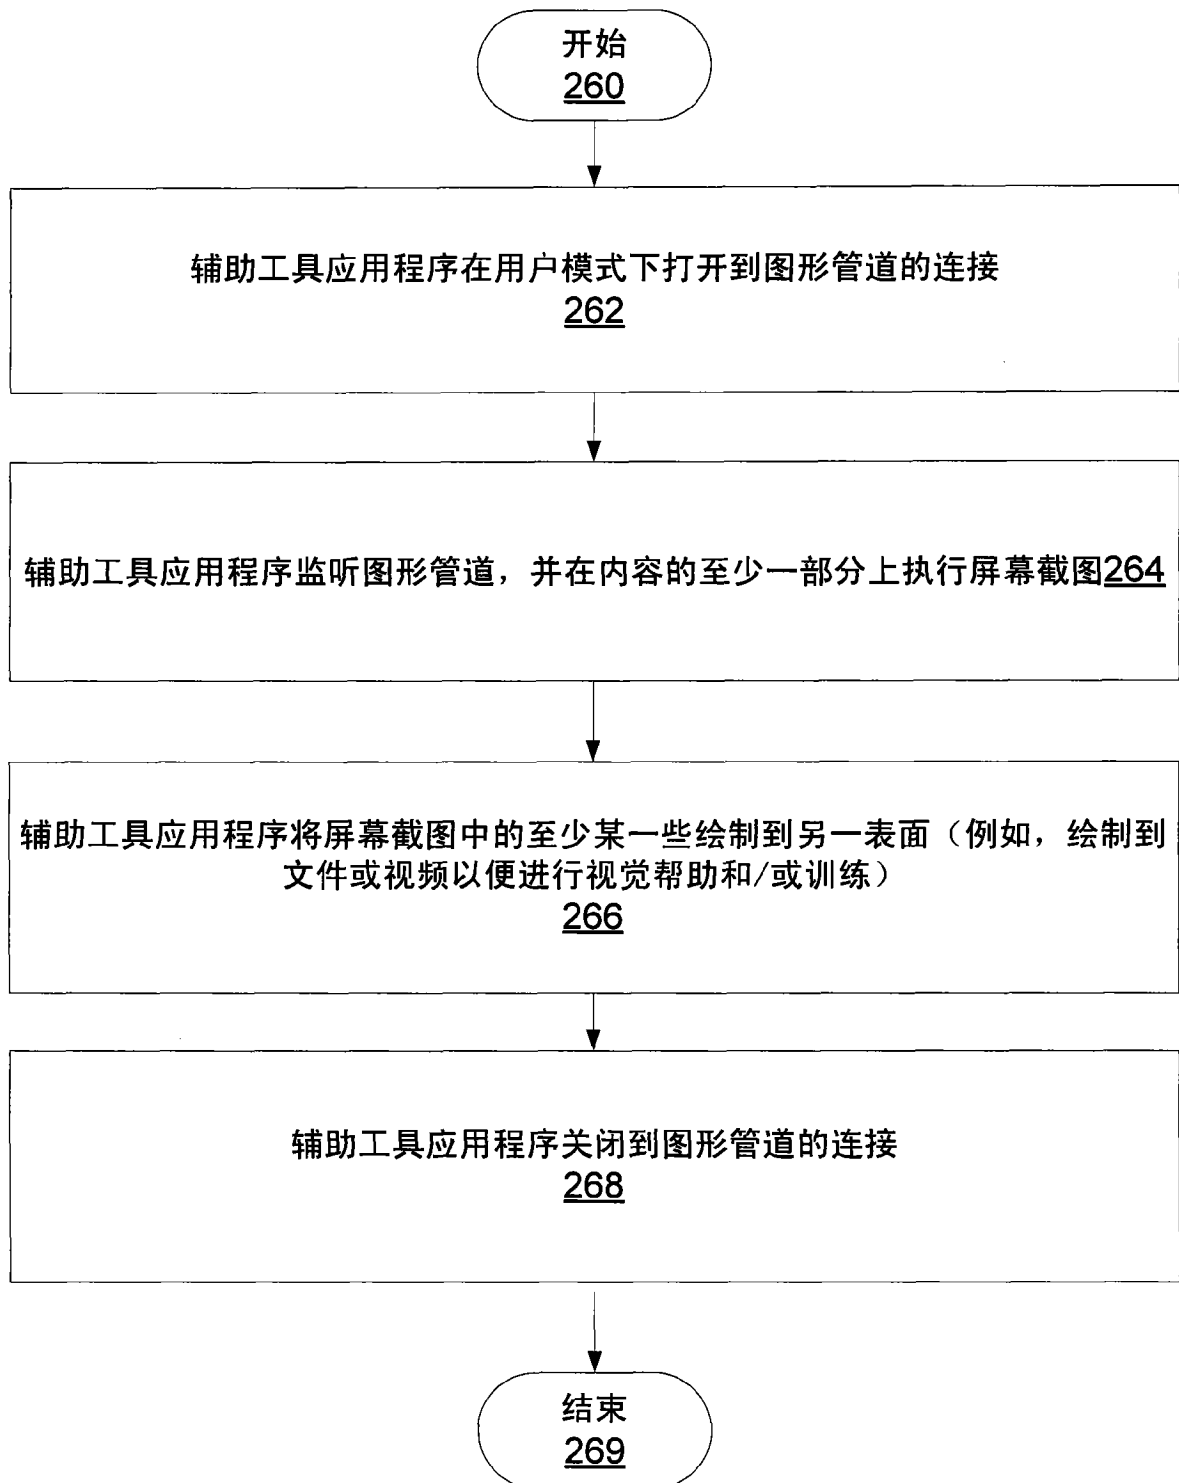 开始
260
辅助工具应用程序在用户模式下打开到图形管道的连接
262
辅助工具应用程序监听图形管道，并在内容的至少一部分上执行屏幕截图264
辅助工具应用程序将屏幕截图中的至少某一些绘制到另一表面（例如，绘制到
文件或视频以便进行视觉帮助和/或训练）
266
辅助工具应用程序关闭到图形管道的连接
268
结束
269